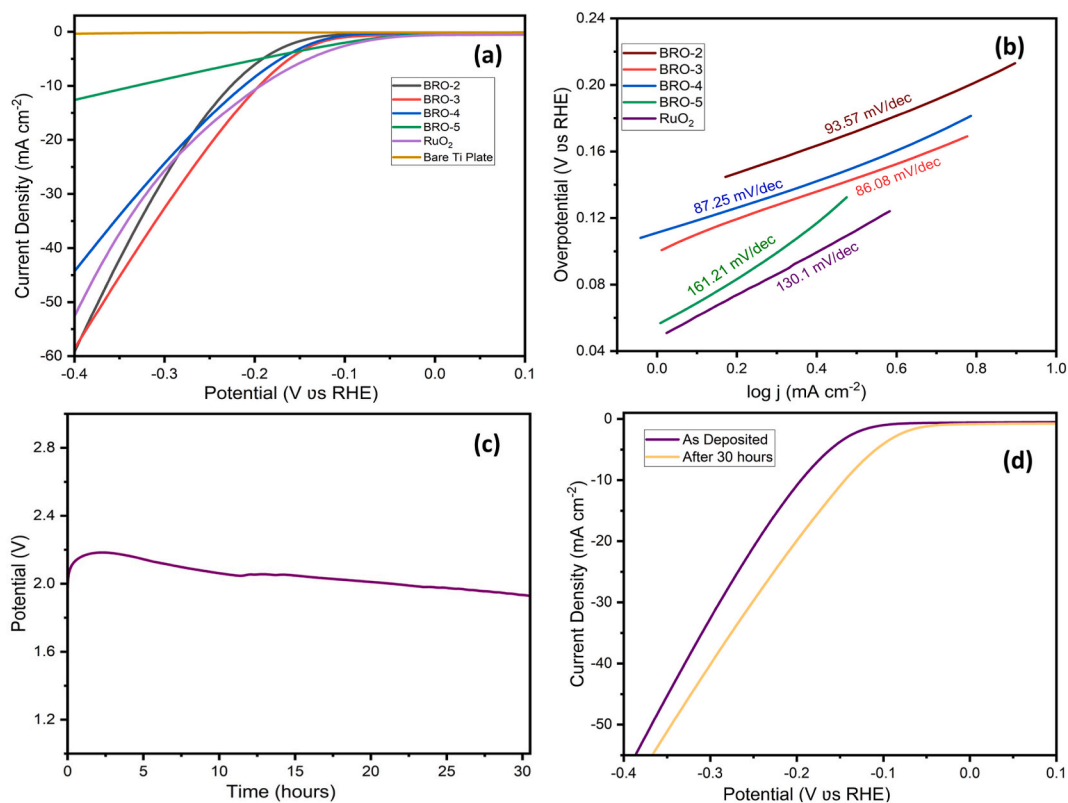 (a)
BRO-2
BRO-3
BRO-4
BRO-5
RuO₂
Bare Ti Plate
0
-10
-20
-30
-40
-50
-60
Current Density (mA cm⁻²)
-0.4
-0.3
-0.2
-0.1
0.0
0.1
Potential (V ʋs RHE)
(b)
BRO-2
BRO-3
BRO-4
BRO-5
RuO₂
93.57 mV/dec
87.25 mV/dec
86.08 mV/dec
161.21 mV/dec
130.1 mV/dec
0.24
0.20
0.16
0.12
0.08
0.04
Overpotential (V ʋs RHE)
0.0
0.2
0.4
0.6
0.8
1.0
log j (mA cm⁻²)
(c)
2.8
2.4
2.0
1.6
1.2
Potential (V)
0
5
10
15
20
25
30
Time (hours)
(d)
As Deposited
After 30 hours
0
-10
-20
-30
-40
-50
Current Density (mA cm⁻²)
-0.4
-0.3
-0.2
-0.1
0.0
0.1
Potential (V ʋs RHE)